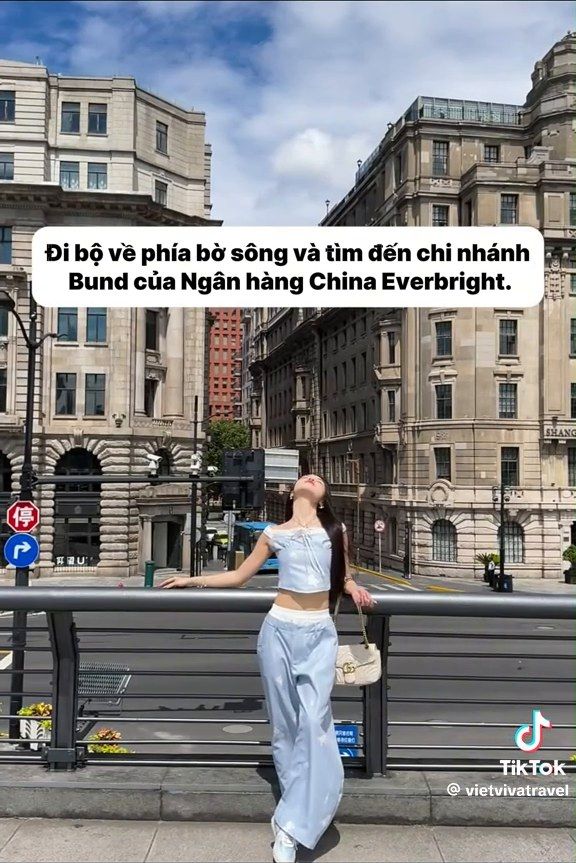 Đi bộ về phía bờ sông và tìm đến chi nhánh
Bund của Ngân hàng China Everbright.
SHANG
停
TikTok
@ vietvivatravel